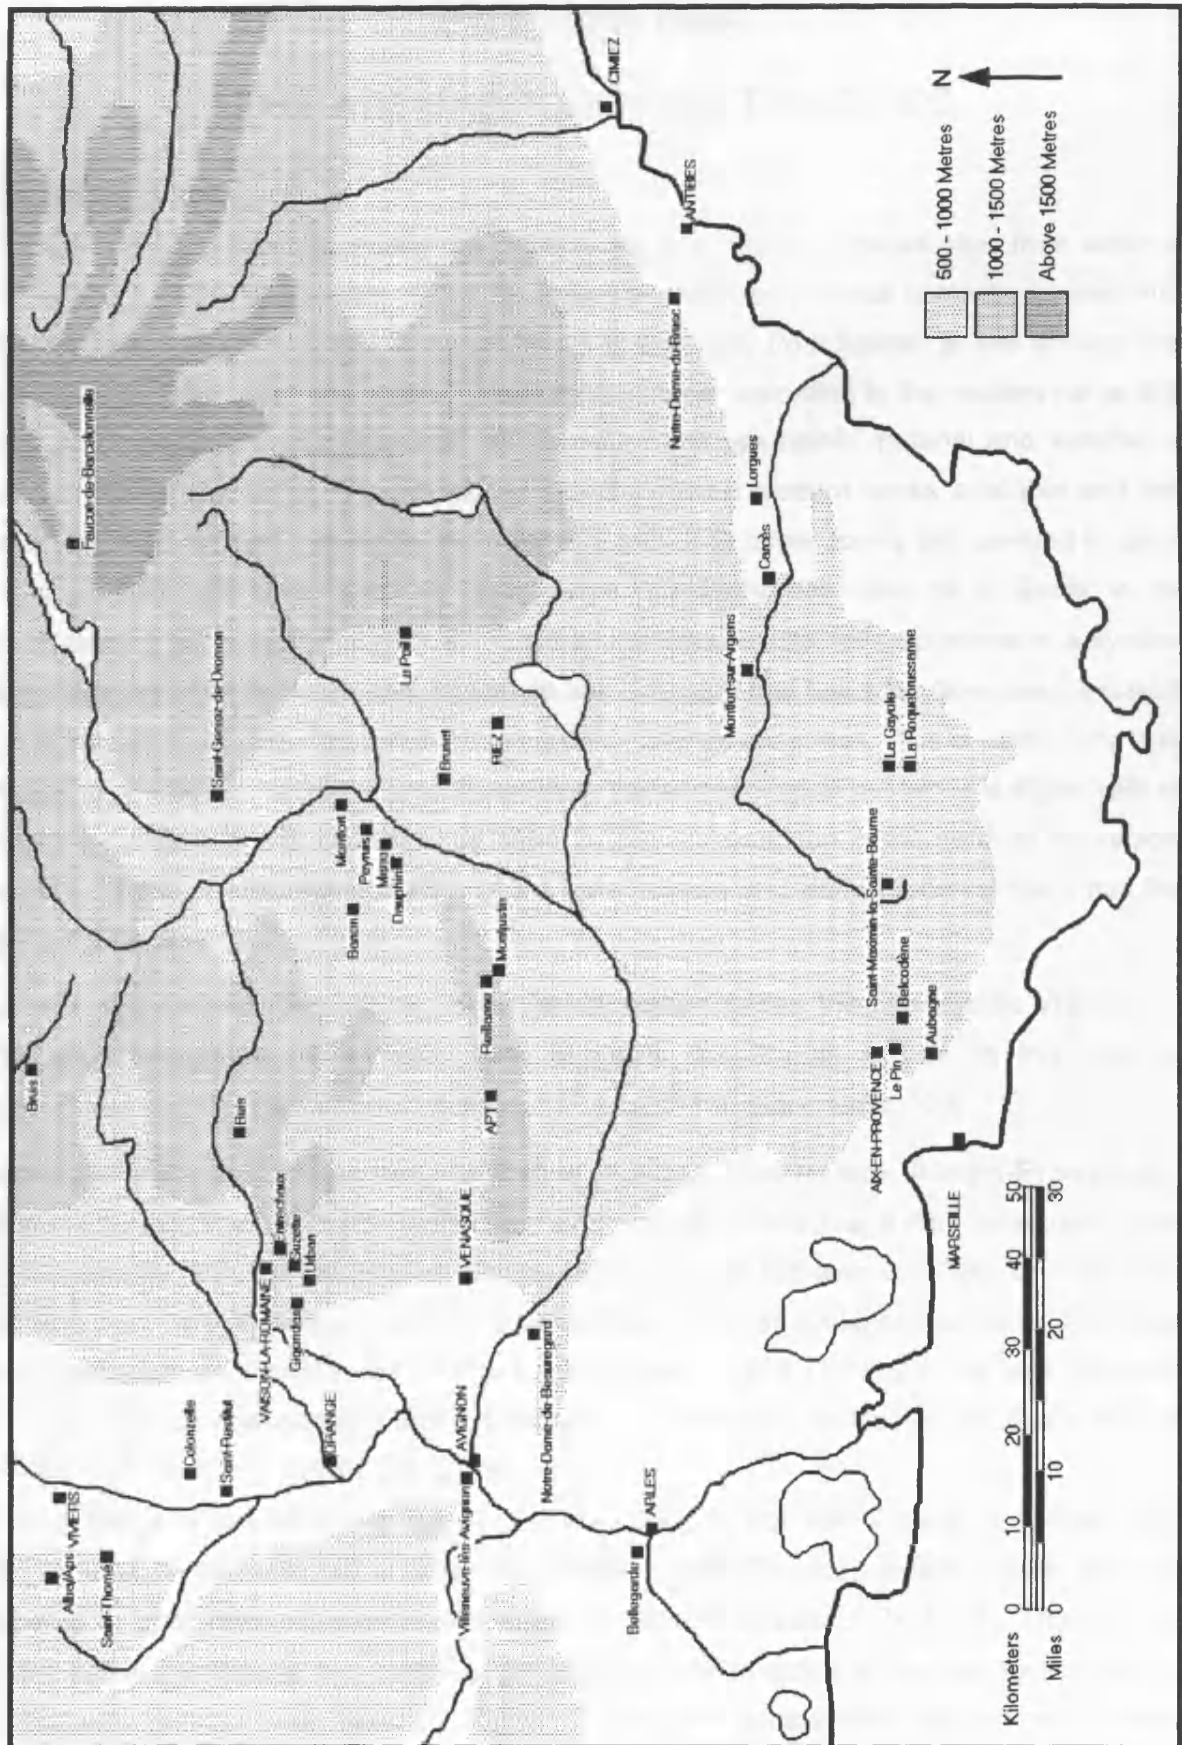 Bruis
Faucon-de-Barcelonnette
Alba/Aps
VIVIERS
Saint-Thomé
Colonzelle
Saint-Restitut
Buis
Saint-Geniez-de-Dromon
VAISON-LA-ROMAINE
Entrechaux
Suzette
Urban
Gigondas
ORANGE
Montfort
Peyruis
Mane
Dauphin
Banon
Le Poil
Brunet
RIEZ
CIMIEZ
Villeneuve-lès-Avignon
AVIGNON
VENASQUE
APT
Reillanne
Montjustin
Notre-Dame-de-Beauregard
ANTIBES
Notre-Dame-du-Brusc
Bellegarde
ARLES
Montfort-sur-Argens
Carcès
Lorgues
AIX-EN-PROVENCE
Le Pin
Saint-Maximin-la-Sainte-Baume
Belcodène
Aubagne
La Gayole
La Roquebrussanne
MARSEILLE
N
500 - 1000 Metres
1000 - 1500 Metres
Above 1500 Metres
Kilometers 0 10 20 30 40 50
Miles 0 10 20 30